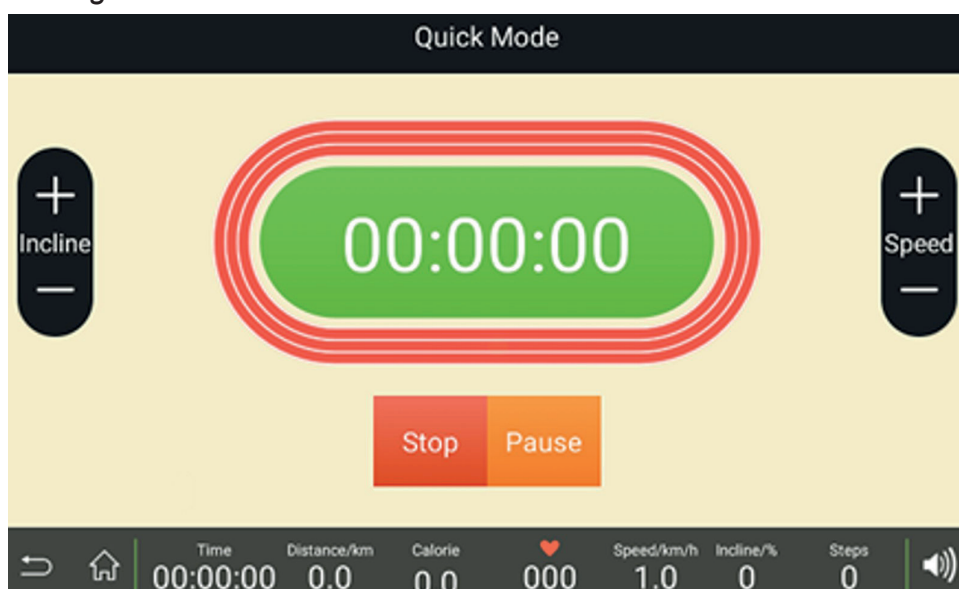 Quick Mode
Incline
00:00:00
Speed
Stop Pause
Time Distance/km Calorie Speed/km/h Incline/% Steps
00:00:00 0.0 0.0 000 1.0 0 0